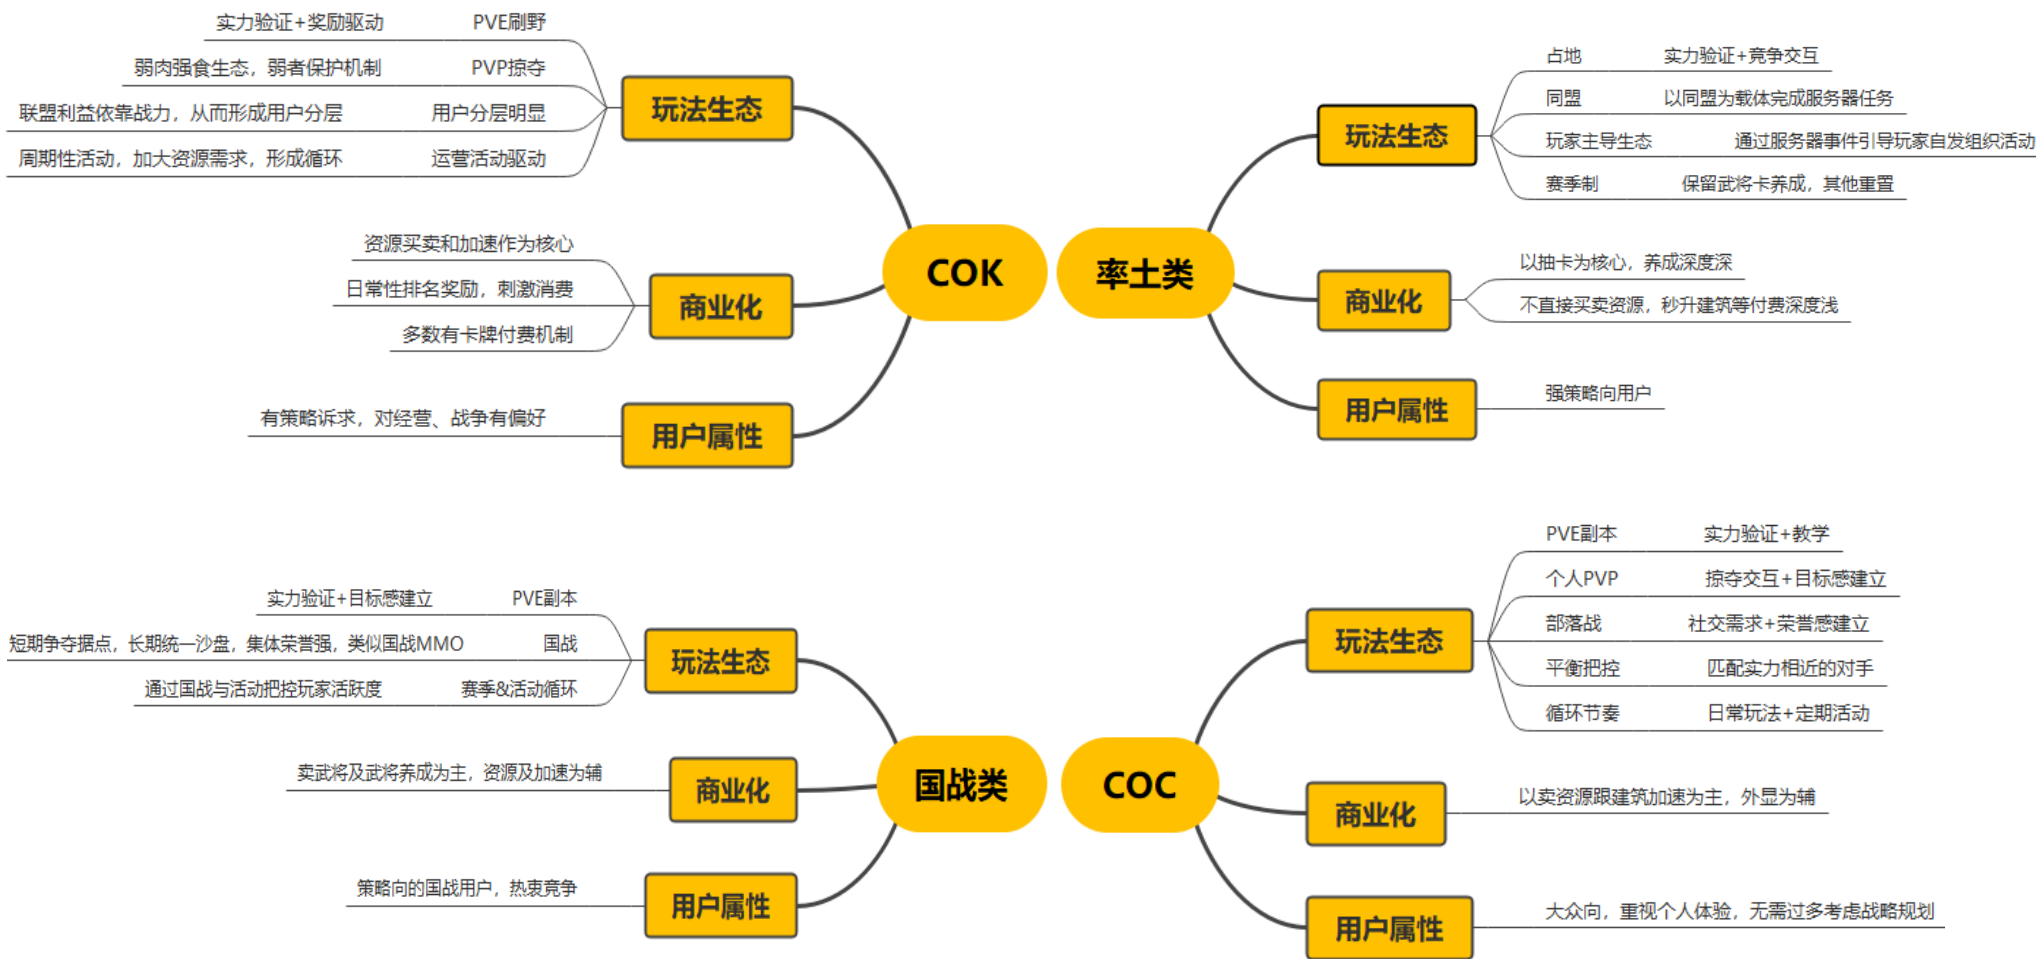 COK
玩法生态
PVE刷野
实力验证+奖励驱动
PVP掠夺
弱肉强食生态，弱者保护机制
用户分层明显
联盟利益依靠战力，从而形成用户分层
运营活动驱动
周期性活动，加大资源需求，形成循环
商业化
资源买卖和加速作为核心
日常性排名奖励，刺激消费
多数有卡牌付费机制
用户属性
有策略诉求，对经营、战争有偏好
率土类
玩法生态
占地
实力验证+竞争交互
同盟
以同盟为载体完成服务器任务
玩家主导生态
通过服务器事件引导玩家自发组织活动
赛季制
保留武将卡养成，其他重置
商业化
以抽卡为核心，养成深度深
不直接买卖资源，秒升建筑等付费深度浅
用户属性
强策略向用户
国战类
玩法生态
PVE副本
实力验证+目标感建立
国战
短期争夺据点，长期统一沙盘，集体荣誉强，类似国战MMO
赛季&活动循环
通过国战与活动把控玩家活跃度
商业化
卖武将及武将养成为主，资源及加速为辅
用户属性
策略向的国战用户，热衷竞争
COC
玩法生态
PVE副本
实力验证+教学
个人PVP
掠夺交互+目标感建立
部落战
社交需求+荣誉感建立
平衡把控
匹配实力相近的对手
循环节奏
日常玩法+定期活动
商业化
以卖资源跟建筑加速为主，外显为辅
用户属性
大众向，重视个人体验，无需过多考虑战略规划